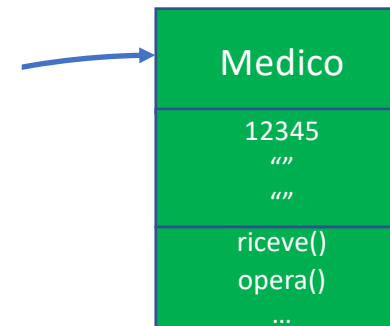 Medico
12345
“”
“”
riceve()
opera()
...